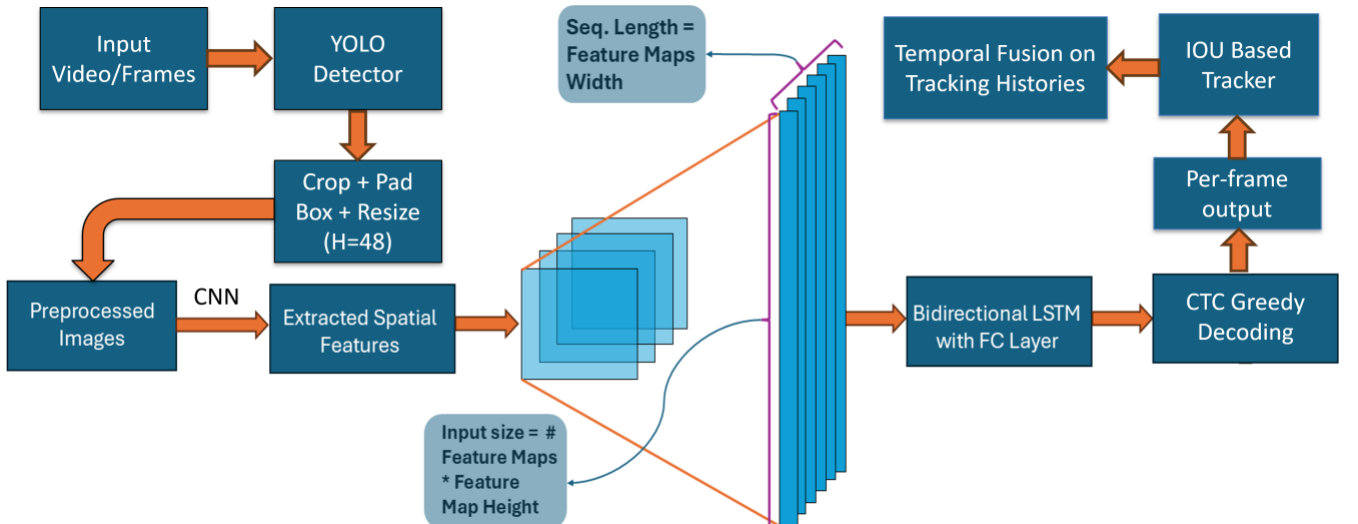 Input
Video/Frames
YOLO
Detector
Crop + Pad
Box + Resize
(H=48)
Preprocessed
Images
CNN
Extracted Spatial
Features
Seq. Length =
Feature Maps
Width
Input size = #
Feature Maps
* Feature
Map Height
Bidirectional LSTM
with FC Layer
CTC Greedy
Decoding
Per-frame
output
IOU Based
Tracker
Temporal Fusion on
Tracking Histories